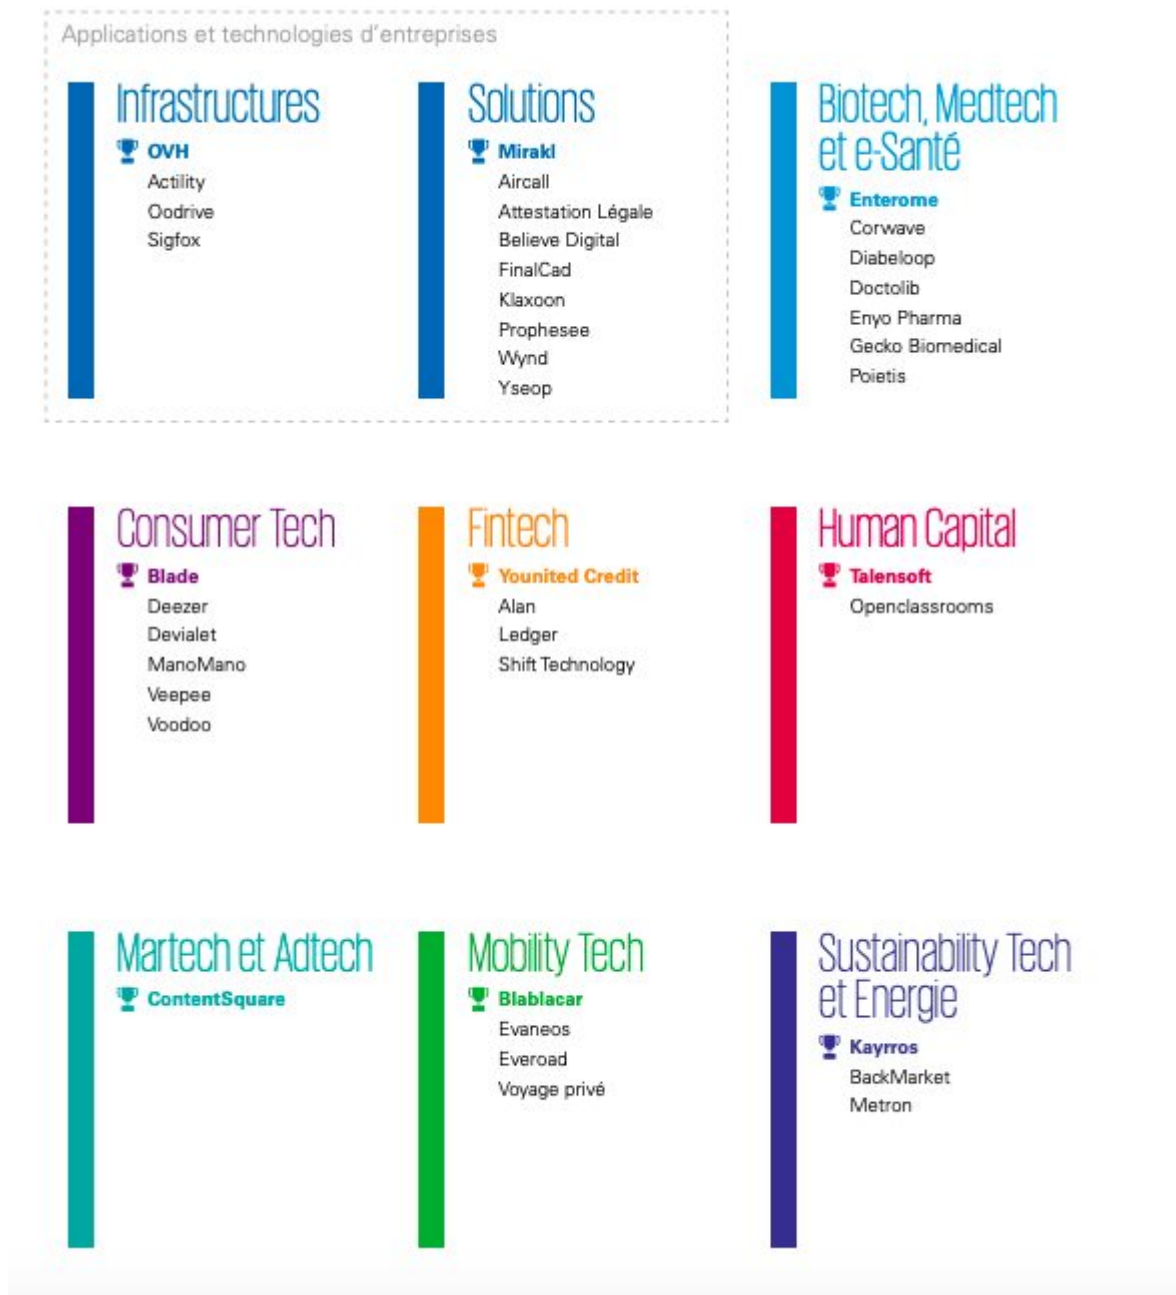 Applications et technologies d'entreprises
Infrastructures
OVH
Actility
Oodrive
Sigfox
Solutions
Mirakl
Aircall
Attestation Légale
Believe Digital
FinalCad
Klaxoon
Prophesee
Wynd
Yseop
Biotech, Medtech
et e-Santé
Enterome
Corwave
Diabeloop
Doctolib
Enyo Pharma
Gecko Biomedical
Poietis
Consumer Tech
Blade
Deezer
Devialet
ManoMano
Veepee
Voodoo
Fintech
Younited Credit
Alan
Ledger
Shift Technology
Human Capital
Talensoft
Openclassrooms
Martech et Adtech
ContentSquare
Mobility Tech
Blablacar
Evaneos
Everoad
Voyage privé
Sustainability Tech
et Energie
Kayrros
BackMarket
Metron